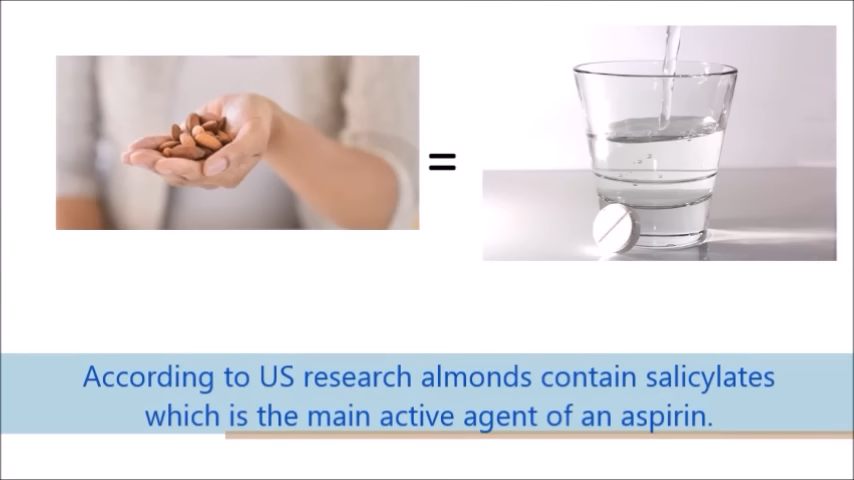 =
According to US research almonds contain salicylates
which is the main active agent of an aspirin.